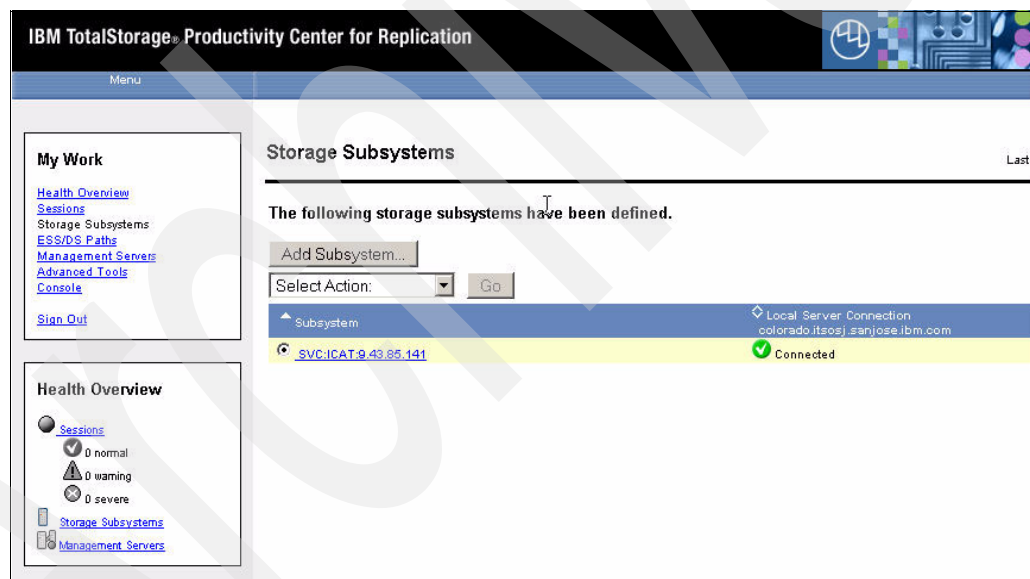 IBM TotalStorage® Productivity Center for Replication
Menu
My Work
Health Overview
Sessions
Storage Subsystems
ESS/DS Paths
Management Servers
Advanced Tools
Console
Sign Out
Health Overview
Sessions
0 normal
0 warning
0 severe
Storage Subsystems
Management Servers
Storage Subsystems
Last
The following storage subsystems have been defined.
Add Subsystem...
Select Action:
Go
Subsystem
Local Server Connection
colorado.itsosj.sanjose.ibm.com
SVC:ICAT:9.43.85.141
Connected